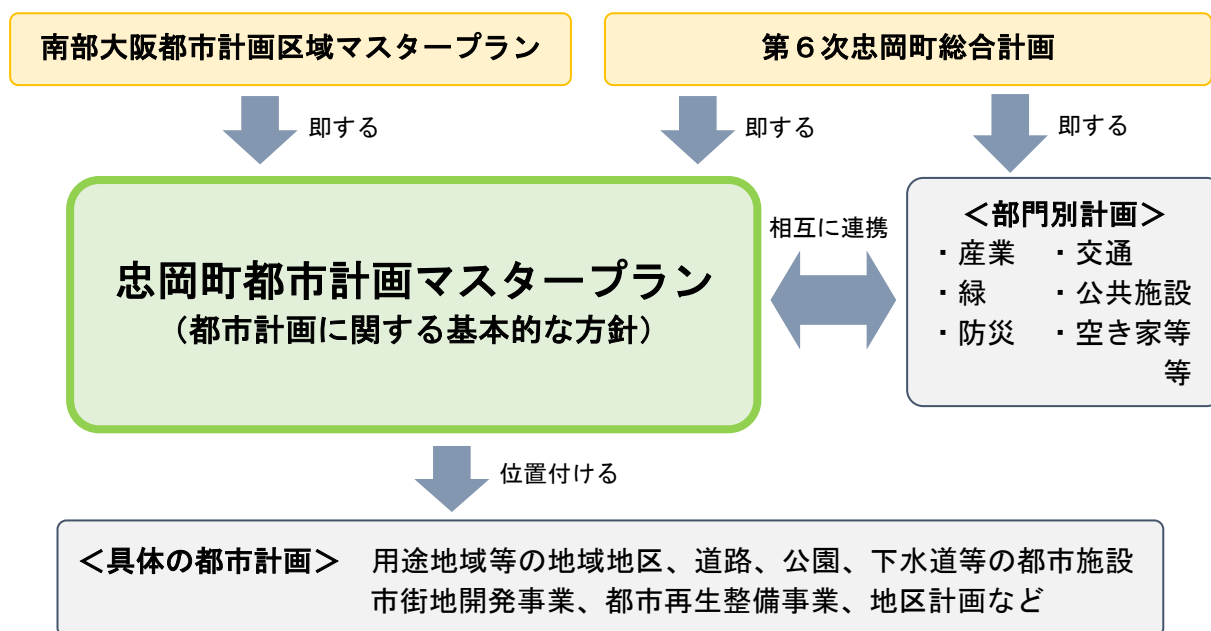 南部大阪都市計画区域マスタープラン
第６次忠岡町総合計画
即する
即する
即する
忠岡町都市計画マスタープラン
（都市計画に関する基本的な方針）
相互に連携
＜部門別計画＞
・産業　・交通
・緑　・公共施設
・防災　・空き家等
等
位置付ける
＜具体の都市計画＞　用途地域等の地域地区、道路、公園、下水道等の都市施設
市街地開発事業、都市再生整備事業、地区計画など